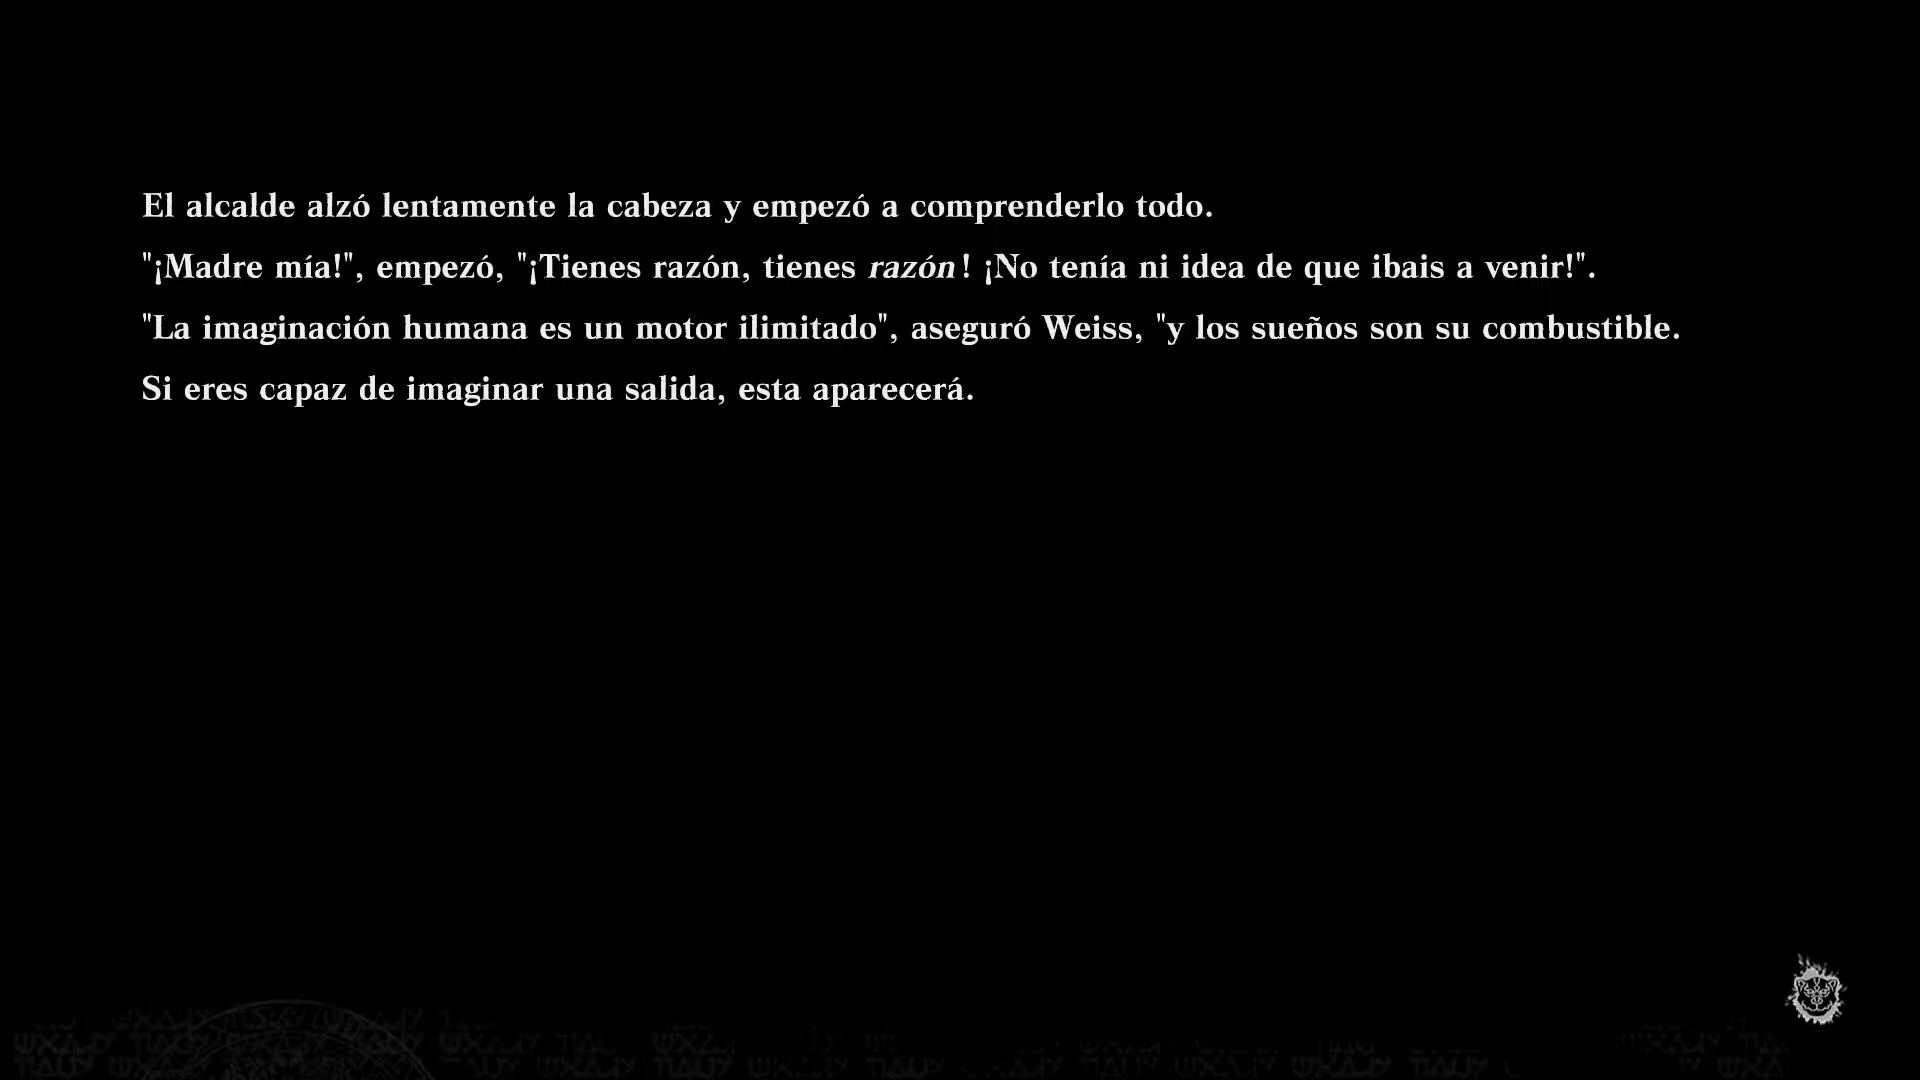 El alcalde alzó lentamente la cabeza y empezó a comprenderlo todo.
"¡Madre mía!", empezó, "¡Tienes razón, tienes razón! ¡No tenía ni idea de que ibais a venir!".
"La imaginación humana es un motor ilimitado", aseguró Weiss, "y los sueños son su combustible.
Si eres capaz de imaginar una salida, esta aparecerá.